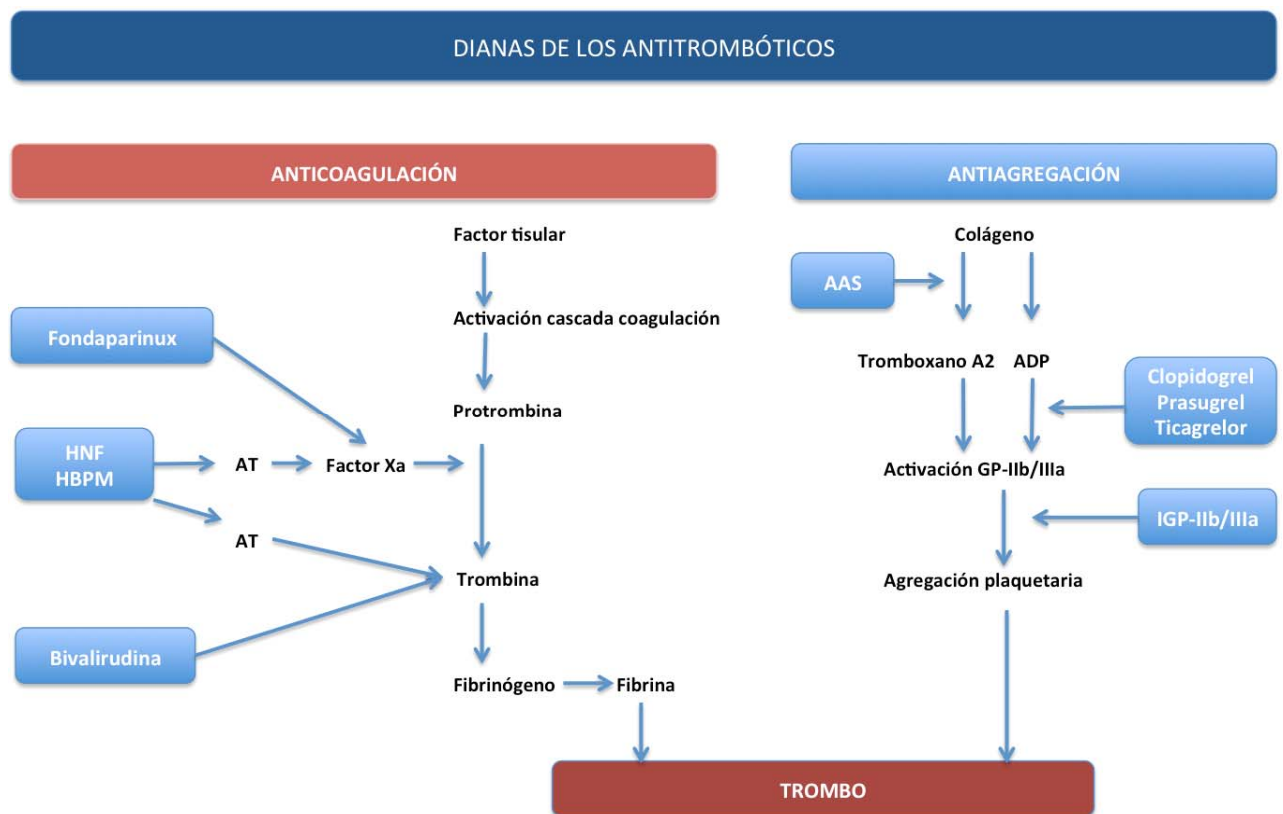 DIANAS DE LOS ANTITROMBÓTICOS
ANTICOAGULACIÓN
Factor tisular
Activación cascada coagulación
Fondaparinux
Protrombina
HNF
HBPM
AT
Factor Xa
AT
Trombina
Bivalirudina
Fibrinógeno
Fibrina
ANTIAGREGACIÓN
Colágeno
AAS
Tromboxano A2
ADP
Clopidogrel
Prasugrel
Ticagrelor
Activación GP-IIb/IIIa
IGP-IIb/IIIa
Agregación plaquetaria
TROMBO